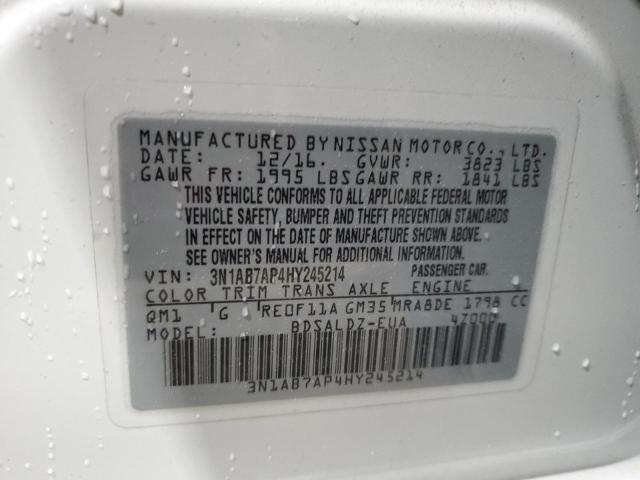 MANUFACTURED BY NISSAN MOTOR CO., LTD.
DATE: 12/16. GVWR: 3823 LBS
GAWR FR: 1995 LBS GAWR RR: 1841 LBS
THIS VEHICLE CONFORMS TO ALL APPLICABLE FEDERAL MOTOR
VEHICLE SAFETY, BUMPER AND THEFT PREVENTION STANDARDS
IN EFFECT ON THE DATE OF MANUFACTURE SHOWN ABOVE.
SEE OWNER'S MANUAL FOR ADDITIONAL INFORMATION.
VIN: 3N1AB7AP4HY245214 PASSENGER CAR.
COLOR TRIM TRANS AXLE ENGINE
QM1 G RE0F11A GM35 MRA8DE 1798 CC
MODEL: BDSALDZ-EUA 47000
3N1AB7AP4HY245214